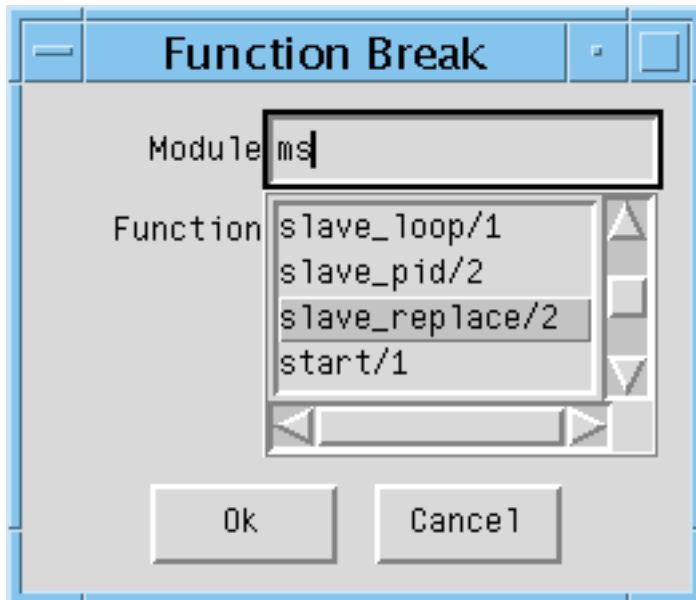 Function Break
Module ms
Function
slave_loop/1
slave_pid/2
slave_replace/2
start/1
Ok Cancel